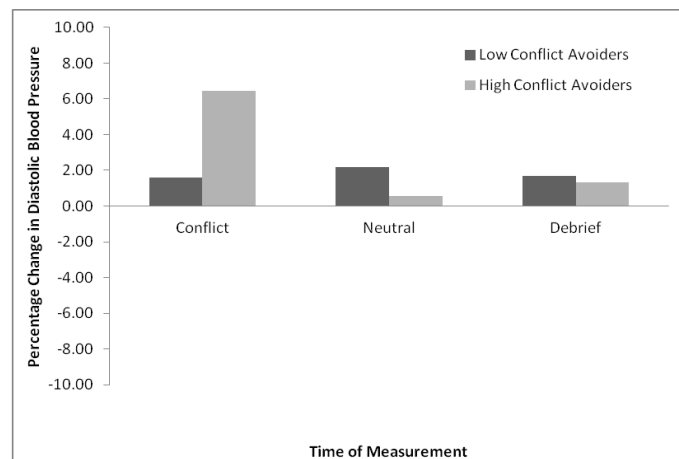 Percentage Change in Diastolic Blood Pressure
10.00
8.00
6.00
4.00
2.00
0.00
-2.00
-4.00
-6.00
-8.00
-10.00
Low Conflict Avoiders
High Conflict Avoiders
Conflict
Neutral
Debrief
Time of Measurement